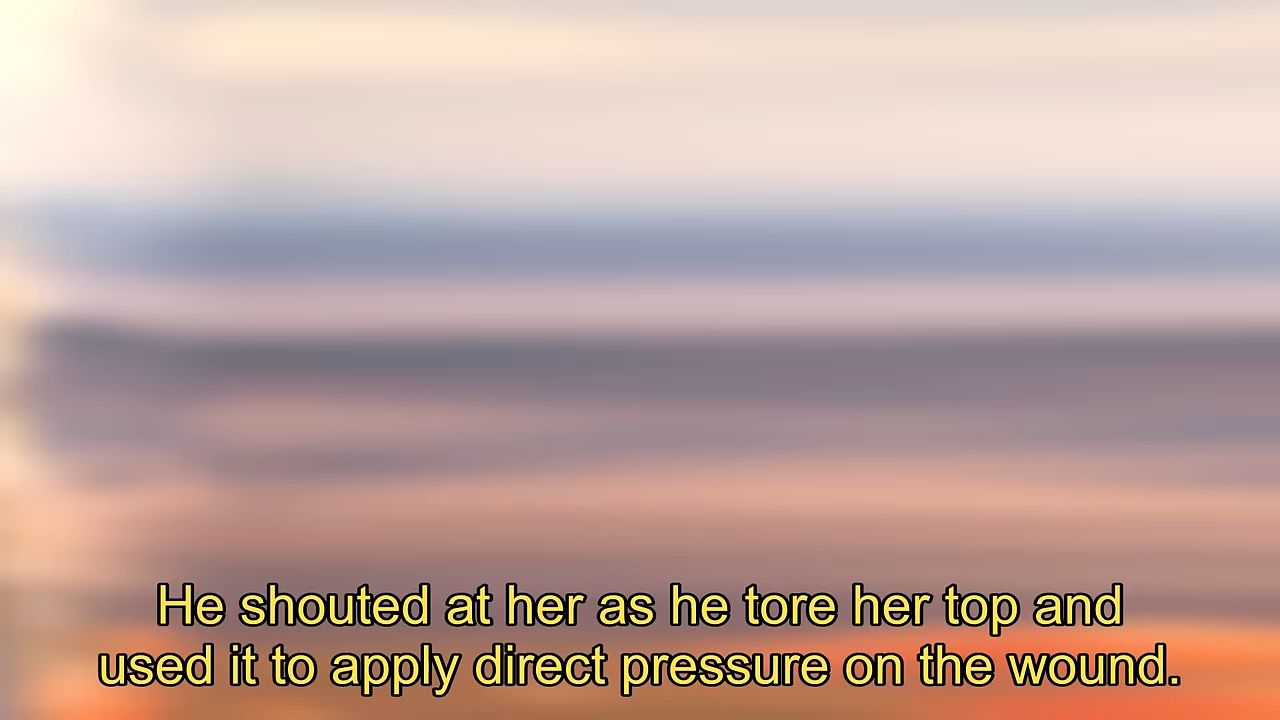 He shouted at her as he tore her top and
used it to apply direct pressure on the wound.